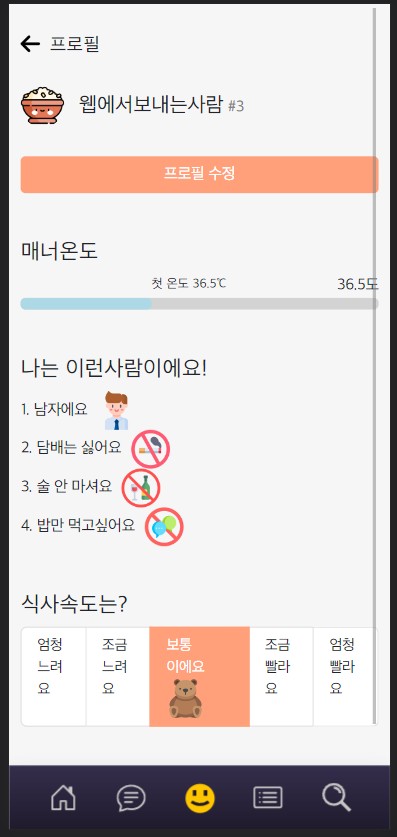 프로필
웹에서보내는사람 #3
프로필 수정
매너온도
첫 온도 36.5℃
36.5도
나는 이런사람이에요!
1. 남자에요
2. 담배는 싫어요
3. 술 안 마셔요
4. 밥만 먹고싶어요
식사속도는?
엄청
느려
요
조금
느려
요
보통
이에요
조금
빨라
요
엄청
빨라
요